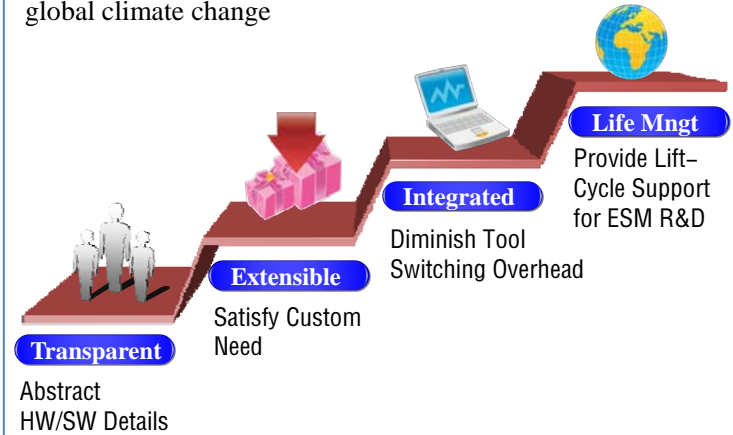 global climate change
Life Mngt
Provide Lift–
Cycle Support
for ESM R&D
Integrated
Diminish Tool
Switching Overhead
Extensible
Satisfy Custom
Need
Transparent
Abstract
HW/SW Details